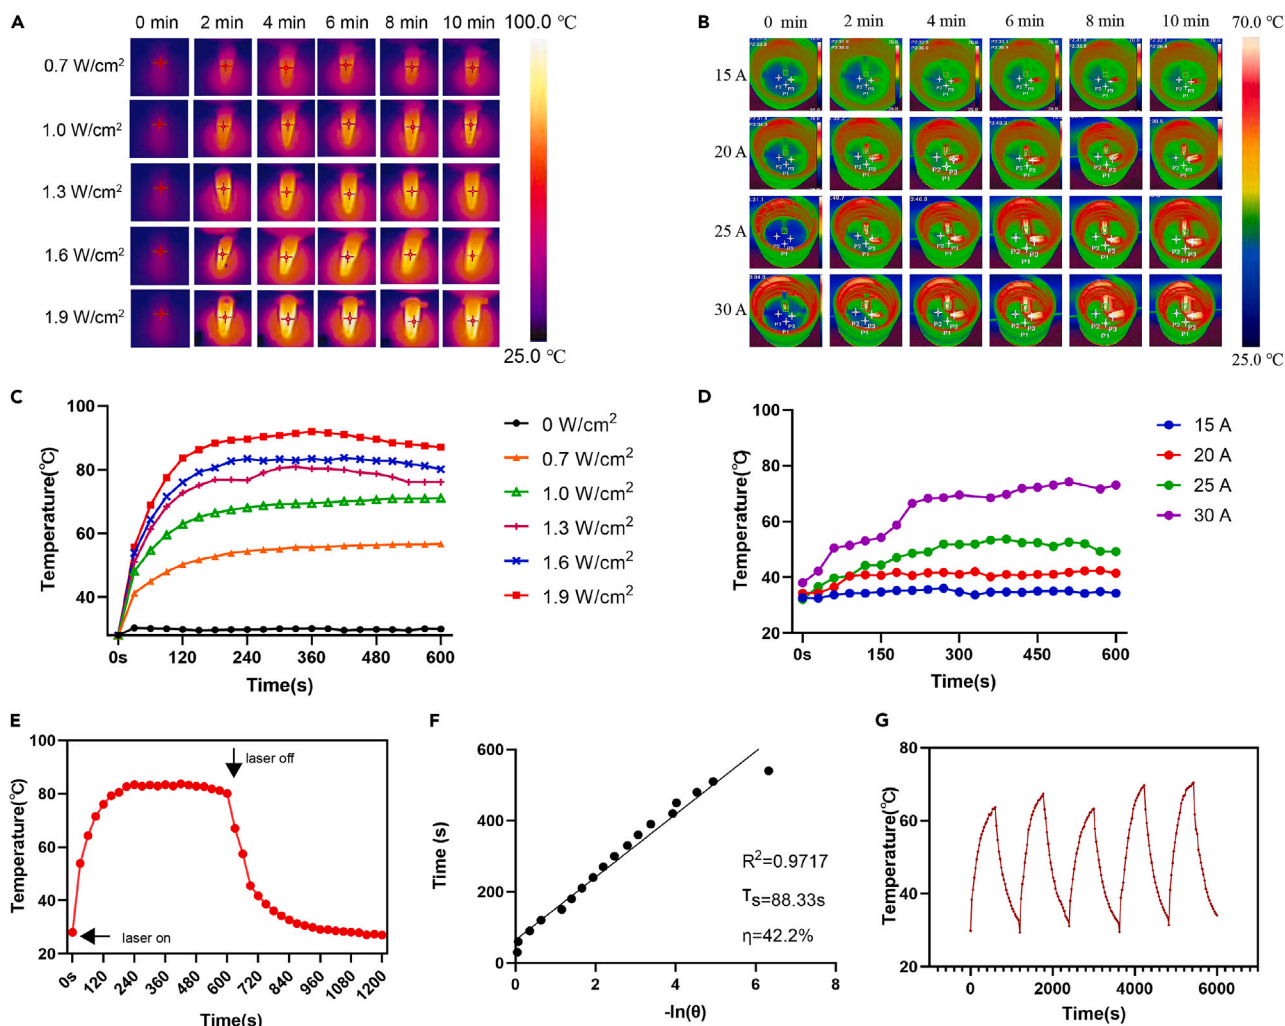 A
0 min 2 min 4 min 6 min 8 min 10 min
100.0 ℃
0.7 W/cm²
1.0 W/cm²
1.3 W/cm²
1.6 W/cm²
1.9 W/cm²
25.0 ℃
B
0 min 2 min 4 min 6 min 8 min 10 min
70.0 ℃
15 A
20 A
25 A
30 A
P2 P3
P1
25.0 ℃
C
Temperature(℃)
100
80
60
40
0s 120 240 360 480 600
Time(s)
0 W/cm²
0.7 W/cm²
1.0 W/cm²
1.3 W/cm²
1.6 W/cm²
1.9 W/cm²
D
Temperature(℃)
100
80
60
40
20
0s 150 300 450 600
Time(s)
15 A
20 A
25 A
30 A
E
Temperature(℃)
100
80
60
40
20
laser off
laser on
0s 120 240 360 480 600 720 840 960 1080 1200
Time(s)
F
Time (s)
600
400
200
0
R²=0.9717
Ts=88.33s
η=42.2%
0 2 4 6 8
-ln(θ)
G
Temperature(℃)
80
60
40
20
0 2000 4000 6000
Time(s)